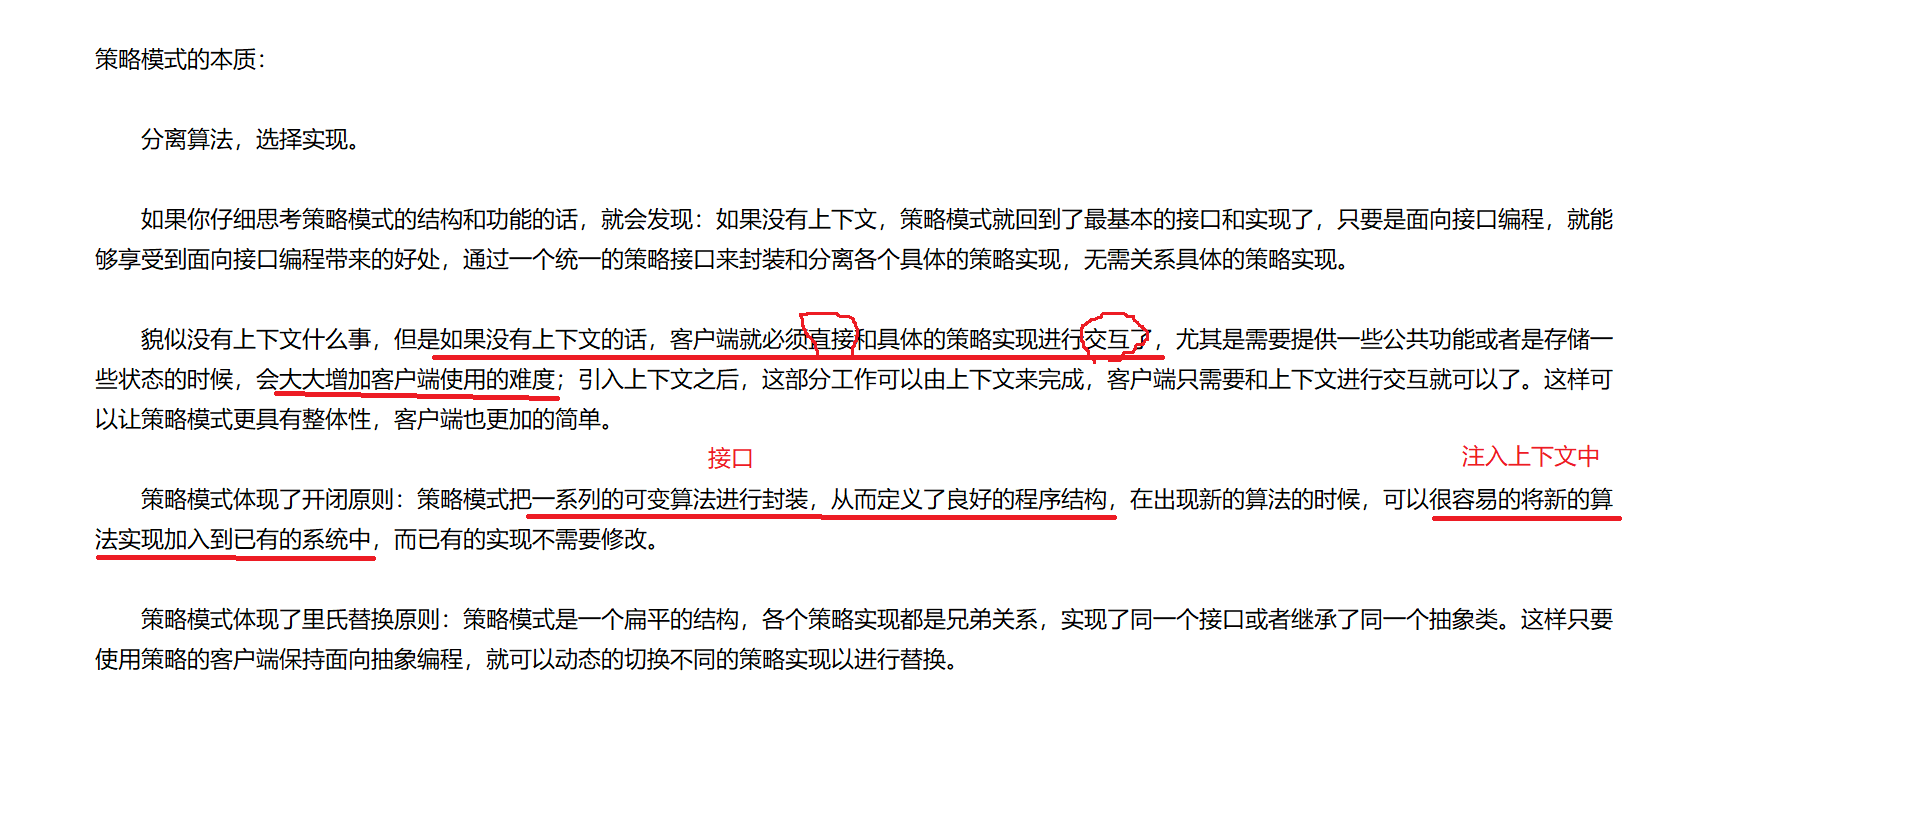 策略模式的本质：
分离算法，选择实现。
如果你仔细思考策略模式的结构和功能的话，就会发现：如果没有上下文，策略模式就回到了最基本的接口和实现了，只要是面向接口编程，就能
够享受到面向接口编程带来的好处，通过一个统一的策略接口来封装和分离各个具体的策略实现，无需关系具体的策略实现。
貌似没有上下文什么事，但是如果没有上下文的话，客户端就必须直接和具体的策略实现进行交互了，尤其是需要提供一些公共功能或者是存储一
些状态的时候，会大大增加客户端使用的难度；引入上下文之后，这部分工作可以由上下文来完成，客户端只需要和上下文进行交互就可以了。这样可
以让策略模式更具有整体性，客户端也更加的简单。
接口 注入上下文中
策略模式体现了开闭原则：策略模式把一系列的可变算法进行封装，从而定义了良好的程序结构，在出现新的算法的时候，可以很容易的将新的算
法实现加入到已有的系统中，而已有的实现不需要修改。
策略模式体现了里氏替换原则：策略模式是一个扁平的结构，各个策略实现都是兄弟关系，实现了同一个接口或者继承了同一个抽象类。这样只要
使用策略的客户端保持面向抽象编程，就可以动态的切换不同的策略实现以进行替换。